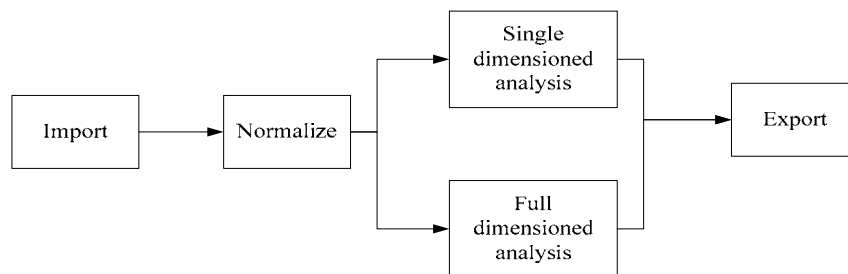 Import
Normalize
Single
dimensioned
analysis
Full
dimensioned
analysis
Export